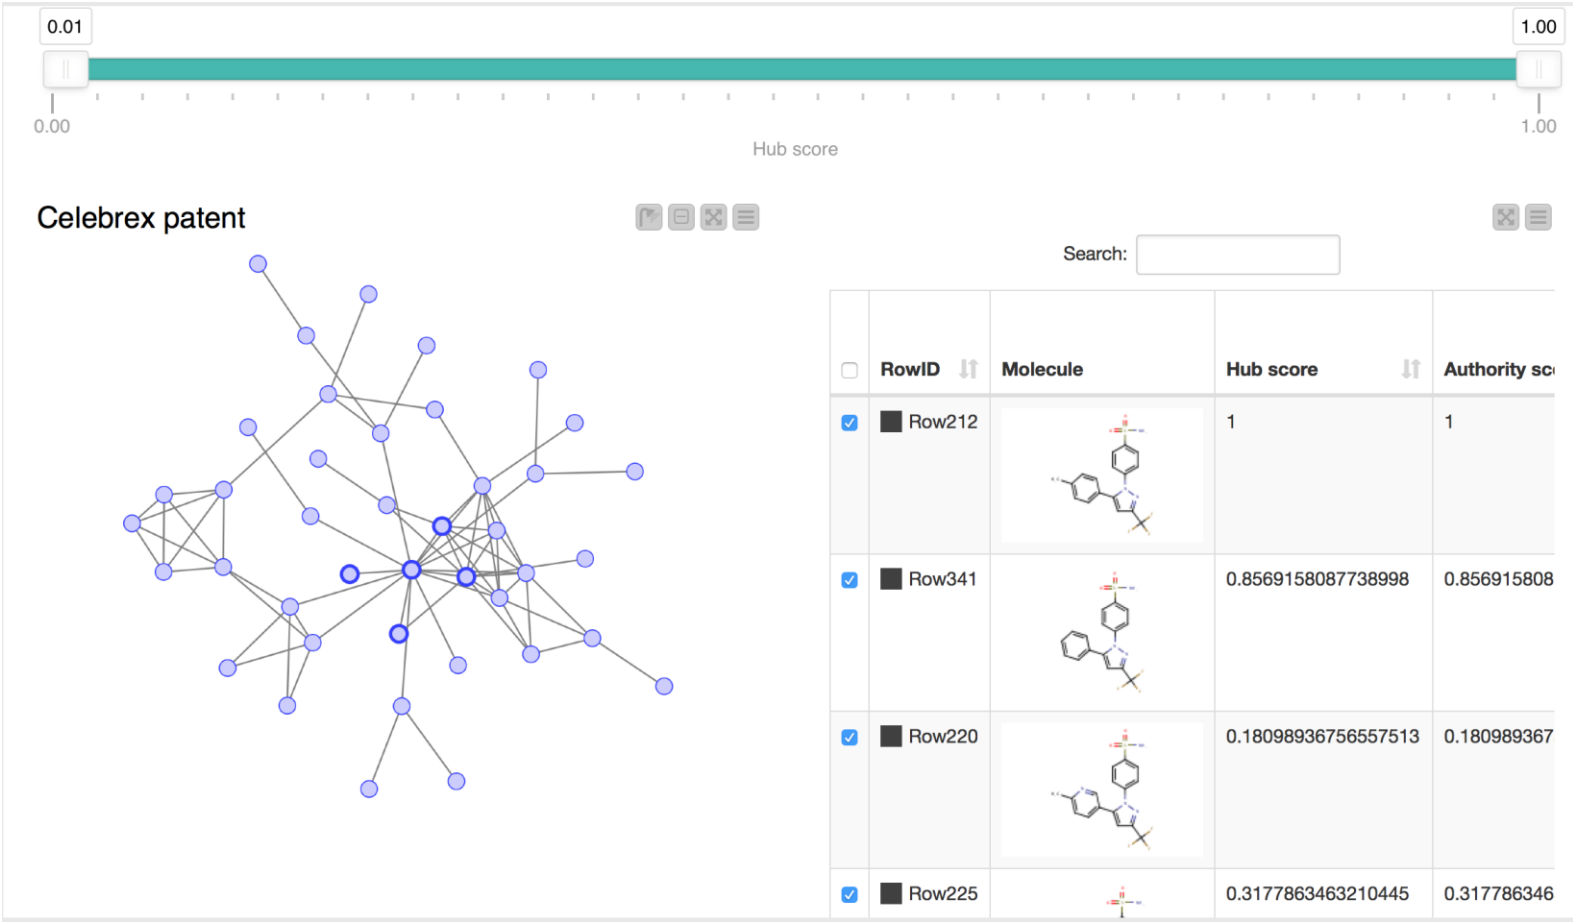 0.01
1.00
0.00
1.00
Hub score
Celebrex patent
Search:
RowID Molecule Hub score Authority sco
Row212 1 1
Row341 0.8569158087738998 0.856915808
Row220 0.18098936756557513 0.180989367
Row225 0.3177863463210445 0.317786346